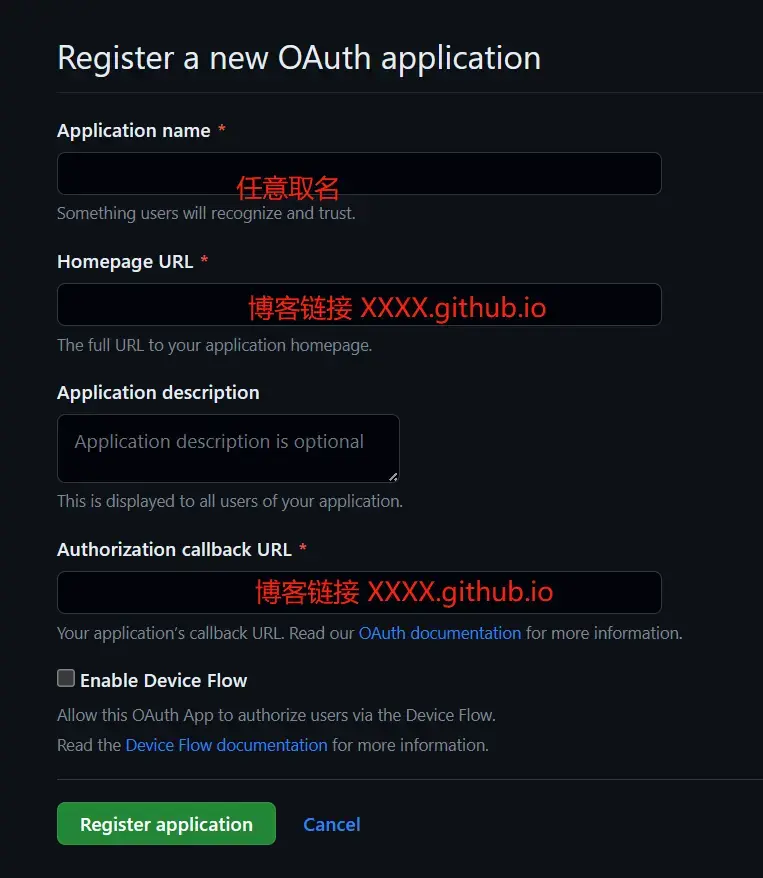 Register a new OAuth application
Application name *
任意取名
Something users will recognize and trust.
Homepage URL *
博客链接 XXXX.github.io
The full URL to your application homepage.
Application description
Application description is optional
This is displayed to all users of your application.
Authorization callback URL *
博客链接 XXXX.github.io
Your application’s callback URL. Read our OAuth documentation for more information.
Enable Device Flow
Allow this OAuth App to authorize users via the Device Flow.
Read the Device Flow documentation for more information.
Register application Cancel